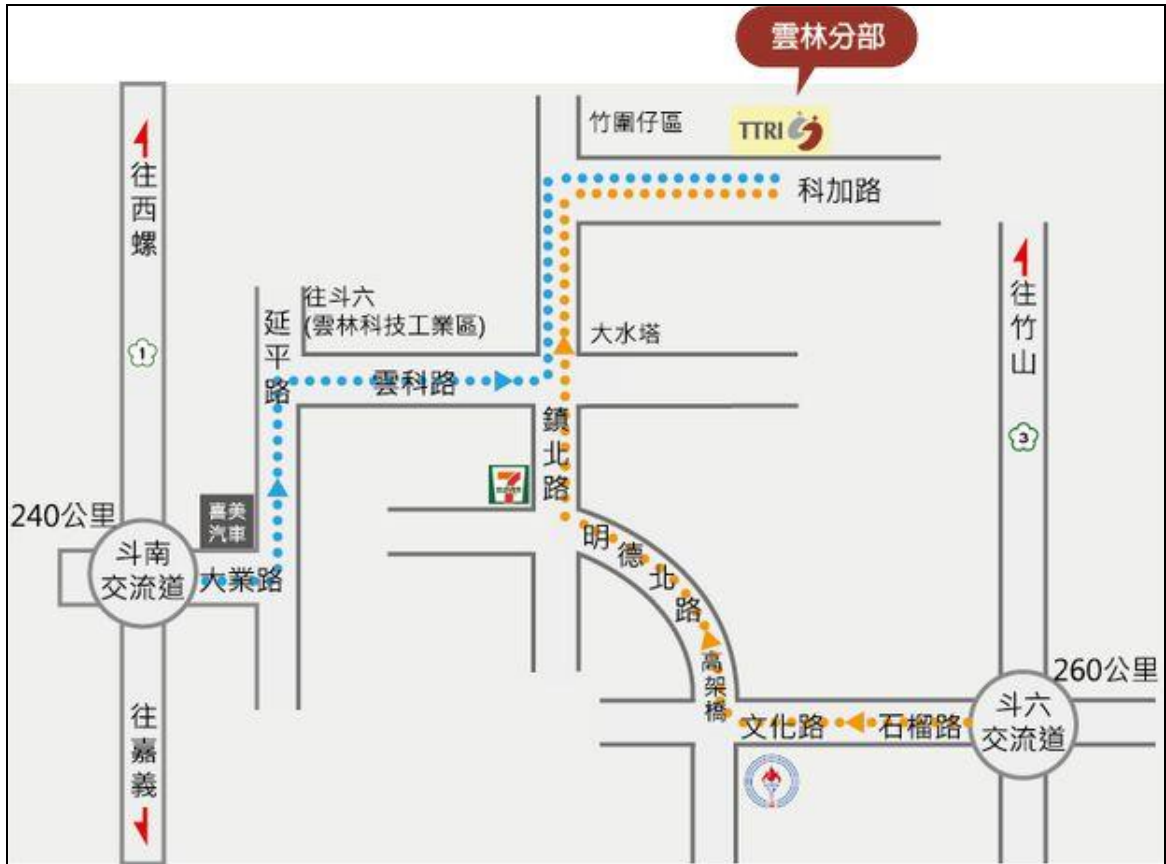 雲林分部
竹圍仔區
TTRI
科加路
往西螺
1
往斗六
(雲林科技工業區)
延平路
大水塔
往竹山
雲科路
鎮北路
3
7
240公里
喜美
汽車
斗南
交流道
大業路
明德北路
高架橋
260公里
斗六
交流道
文化路
石榴路
往嘉義